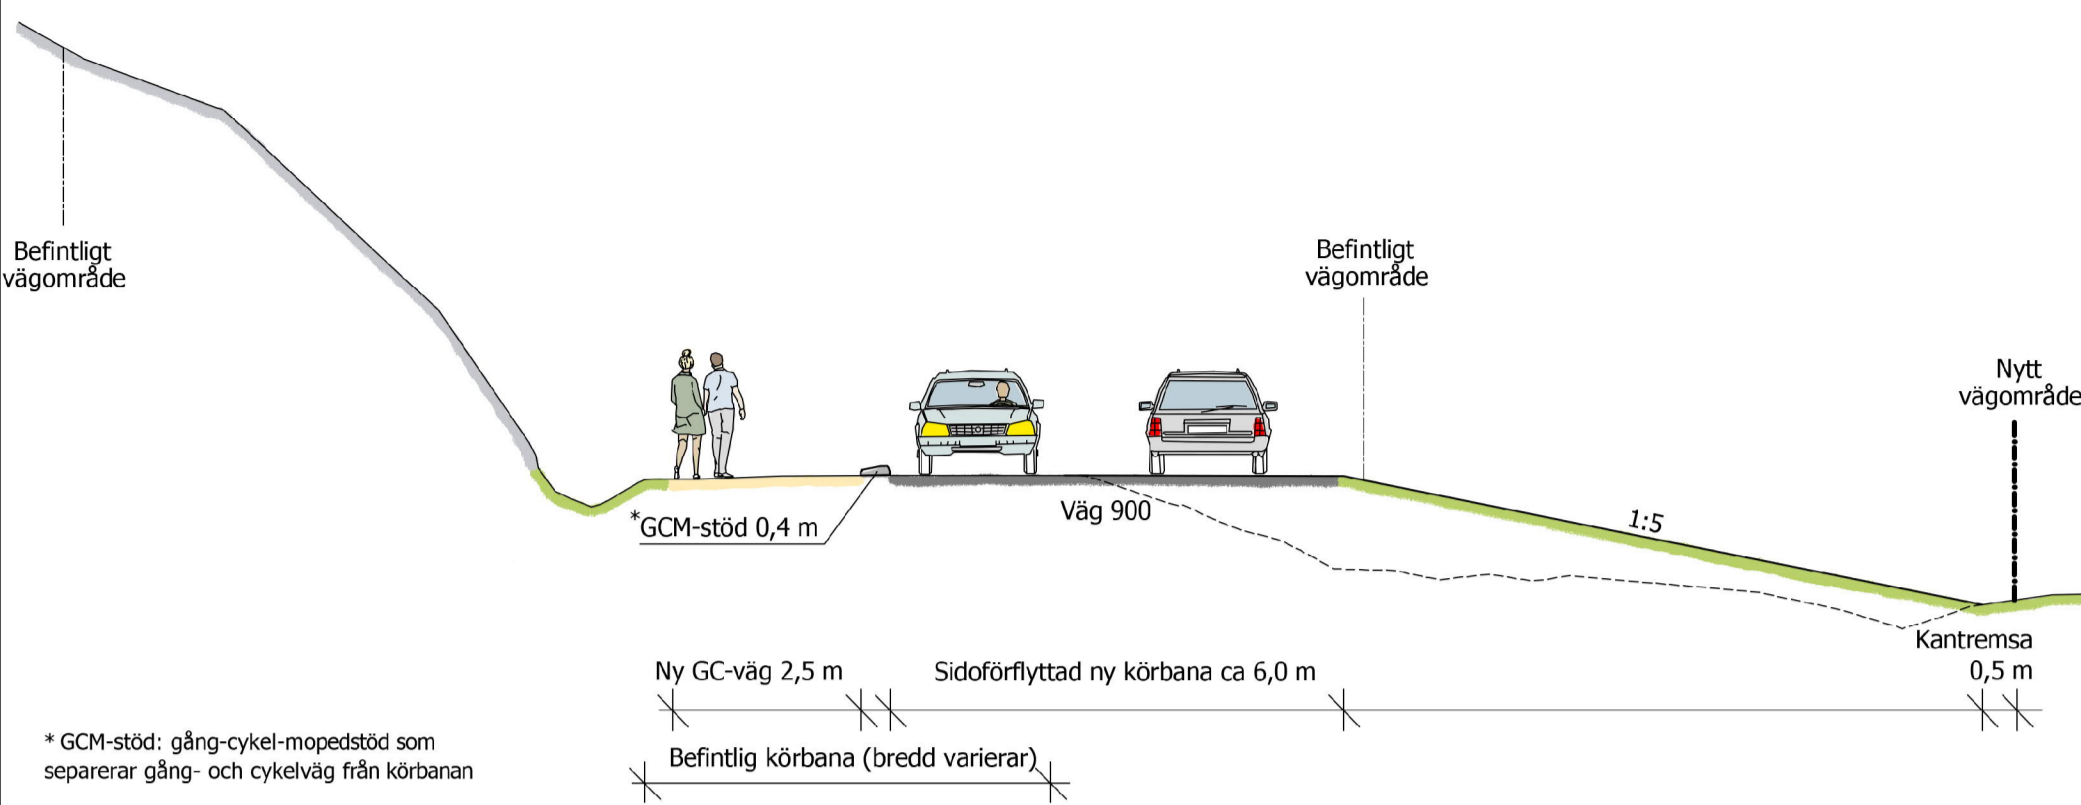 Befintligt
vägområde
Befintligt
vägområde
Nytt
vägområde
*GCM-stöd 0,4 m
Väg 900
1:5
Kantremsa
0,5 m
Ny GC-väg 2,5 m
Sidoförflyttad ny körbana ca 6,0 m
Befintlig körbana (bredd varierar)
* GCM-stöd: gång-cykel-mopedstöd som
separerar gång- och cykelväg från körbanan